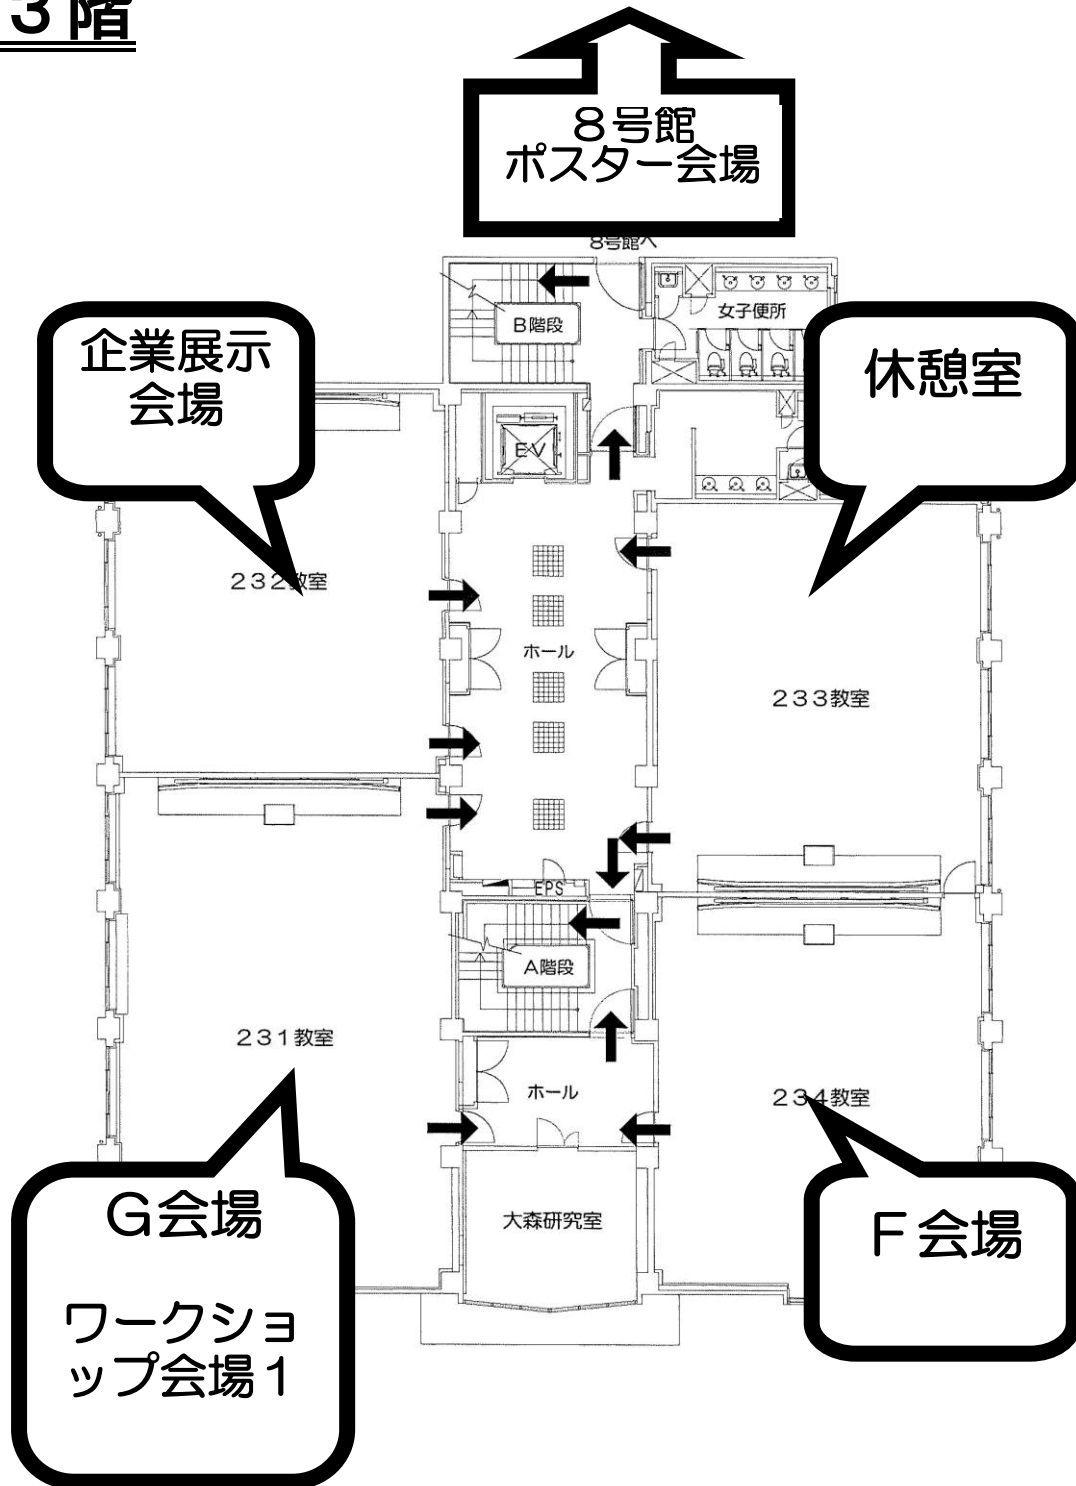 ３階
８号館
ポスター会場
8号館へ
B階段
女子便所
企業展示
会場
休憩室
EV
232教室
ホール
233教室
EPS
A階段
231教室
ホール
234教室
G会場
ワークショ
ップ会場１
大森研究室
F会場